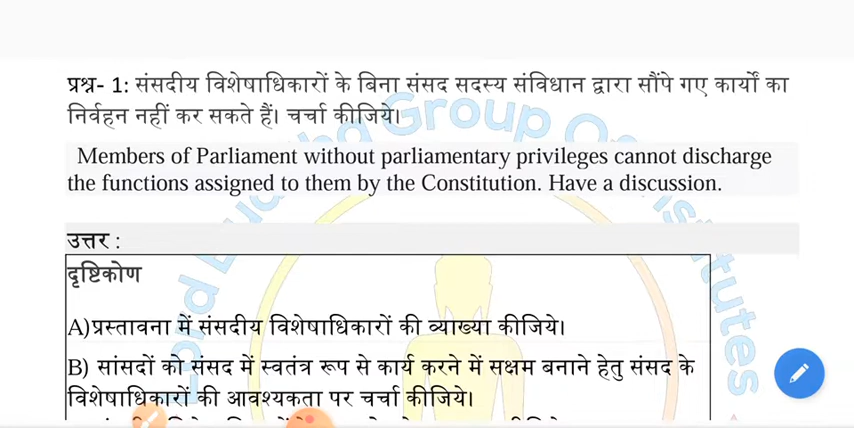 प्रश्न- 1: संसदीय विशेषाधिकारों के बिना संसद सदस्य संविधान द्वारा सौंपे गए कार्यों का
निर्वहन नहीं कर सकते हैं। चर्चा कीजिये।
Members of Parliament without parliamentary privileges cannot discharge
the functions assigned to them by the Constitution. Have a discussion.
उत्तर :
दृष्टिकोण
A)प्रस्तावना में संसदीय विशेषाधिकारों की व्याख्या कीजिये।
B) सांसदों को संसद में स्वतंत्र रूप से कार्य करने में सक्षम बनाने हेतु संसद के
विशेषाधिकारों की आवश्यकता पर चर्चा कीजिये।